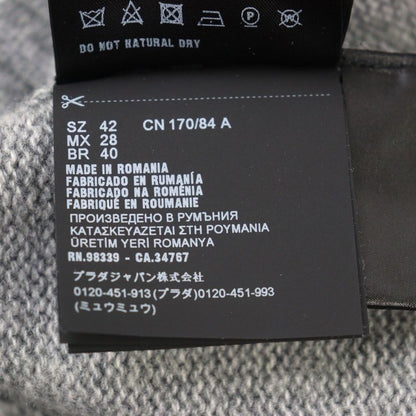 DO NOT NATURAL DRY
SZ 42 CN 170/84 A
MX 28
BR 40
MADE IN ROMANIA
FABRICADO EN RUMANÍA
FABRICADO NA ROMÉNIA
FABRIQUÉ EN ROUMANIE
ПРОИЗВЕДЕНО В РУМЪНИЯ
ΚΑΤΑΣΚΕΥΑΖΕΤΑΙ ΣΤΗ ΡΟΥΜΑΝΙΑ
ÜRETİM YERİ ROMANYA
RN.98339 - CA.34767
プラダジャパン株式会社
0120-451-913(プラダ)0120-451-993
(ミュウミュウ)